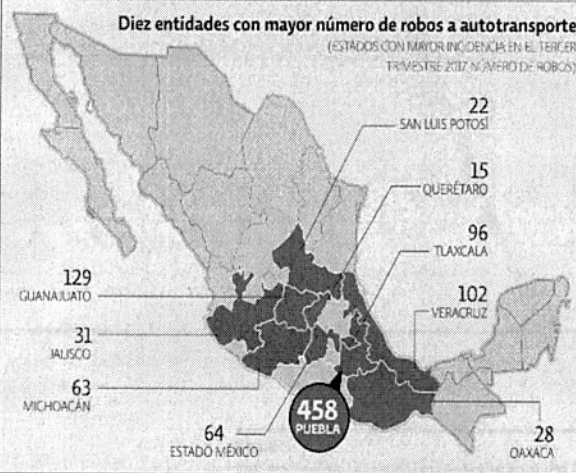 Diez entidades con mayor número de robos a autotransporte
(ESTADOS CON MAYOR INCIDENCIA EN EL TERCER
TRIMESTRE 2017, NÚMERO DE ROBOS)
22
SAN LUIS POTOSÍ
15
QUERÉTARO
96
TLAXCALA
129
GUANAJUATO
102
VERACRUZ
31
JALISCO
63
MICHOACÁN
458
PUEBLA
64
ESTADO MÉXICO
28
OAXACA